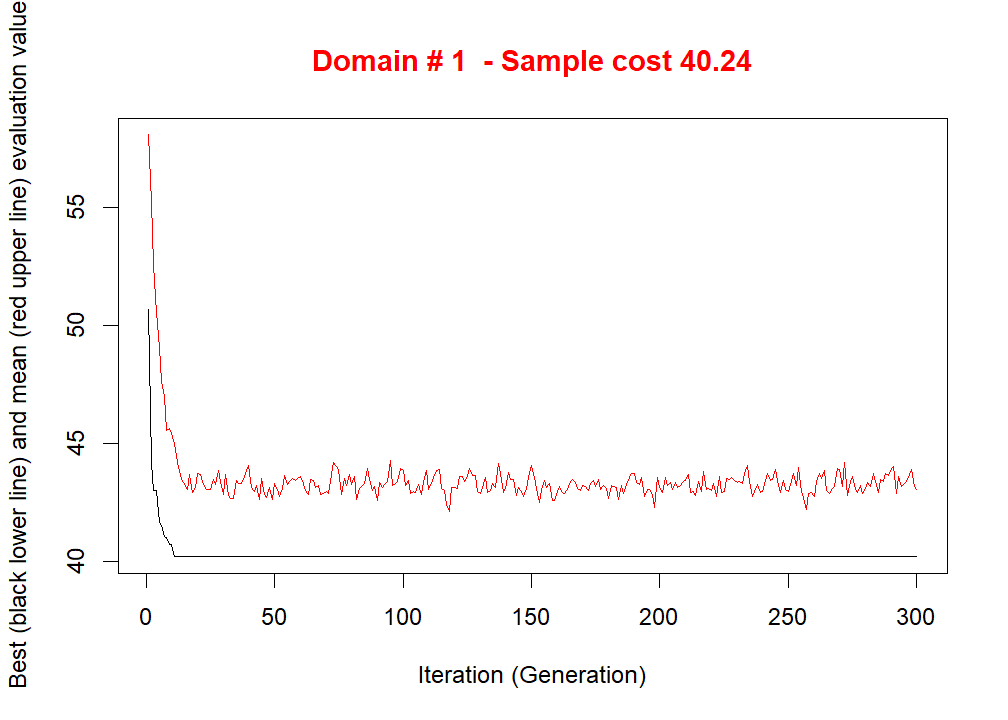 Domain # 1  - Sample cost 40.24
Best (black lower line) and mean (red upper line) evaluation value
55
50
45
40
0 50 100 150 200 250 300
Iteration (Generation)